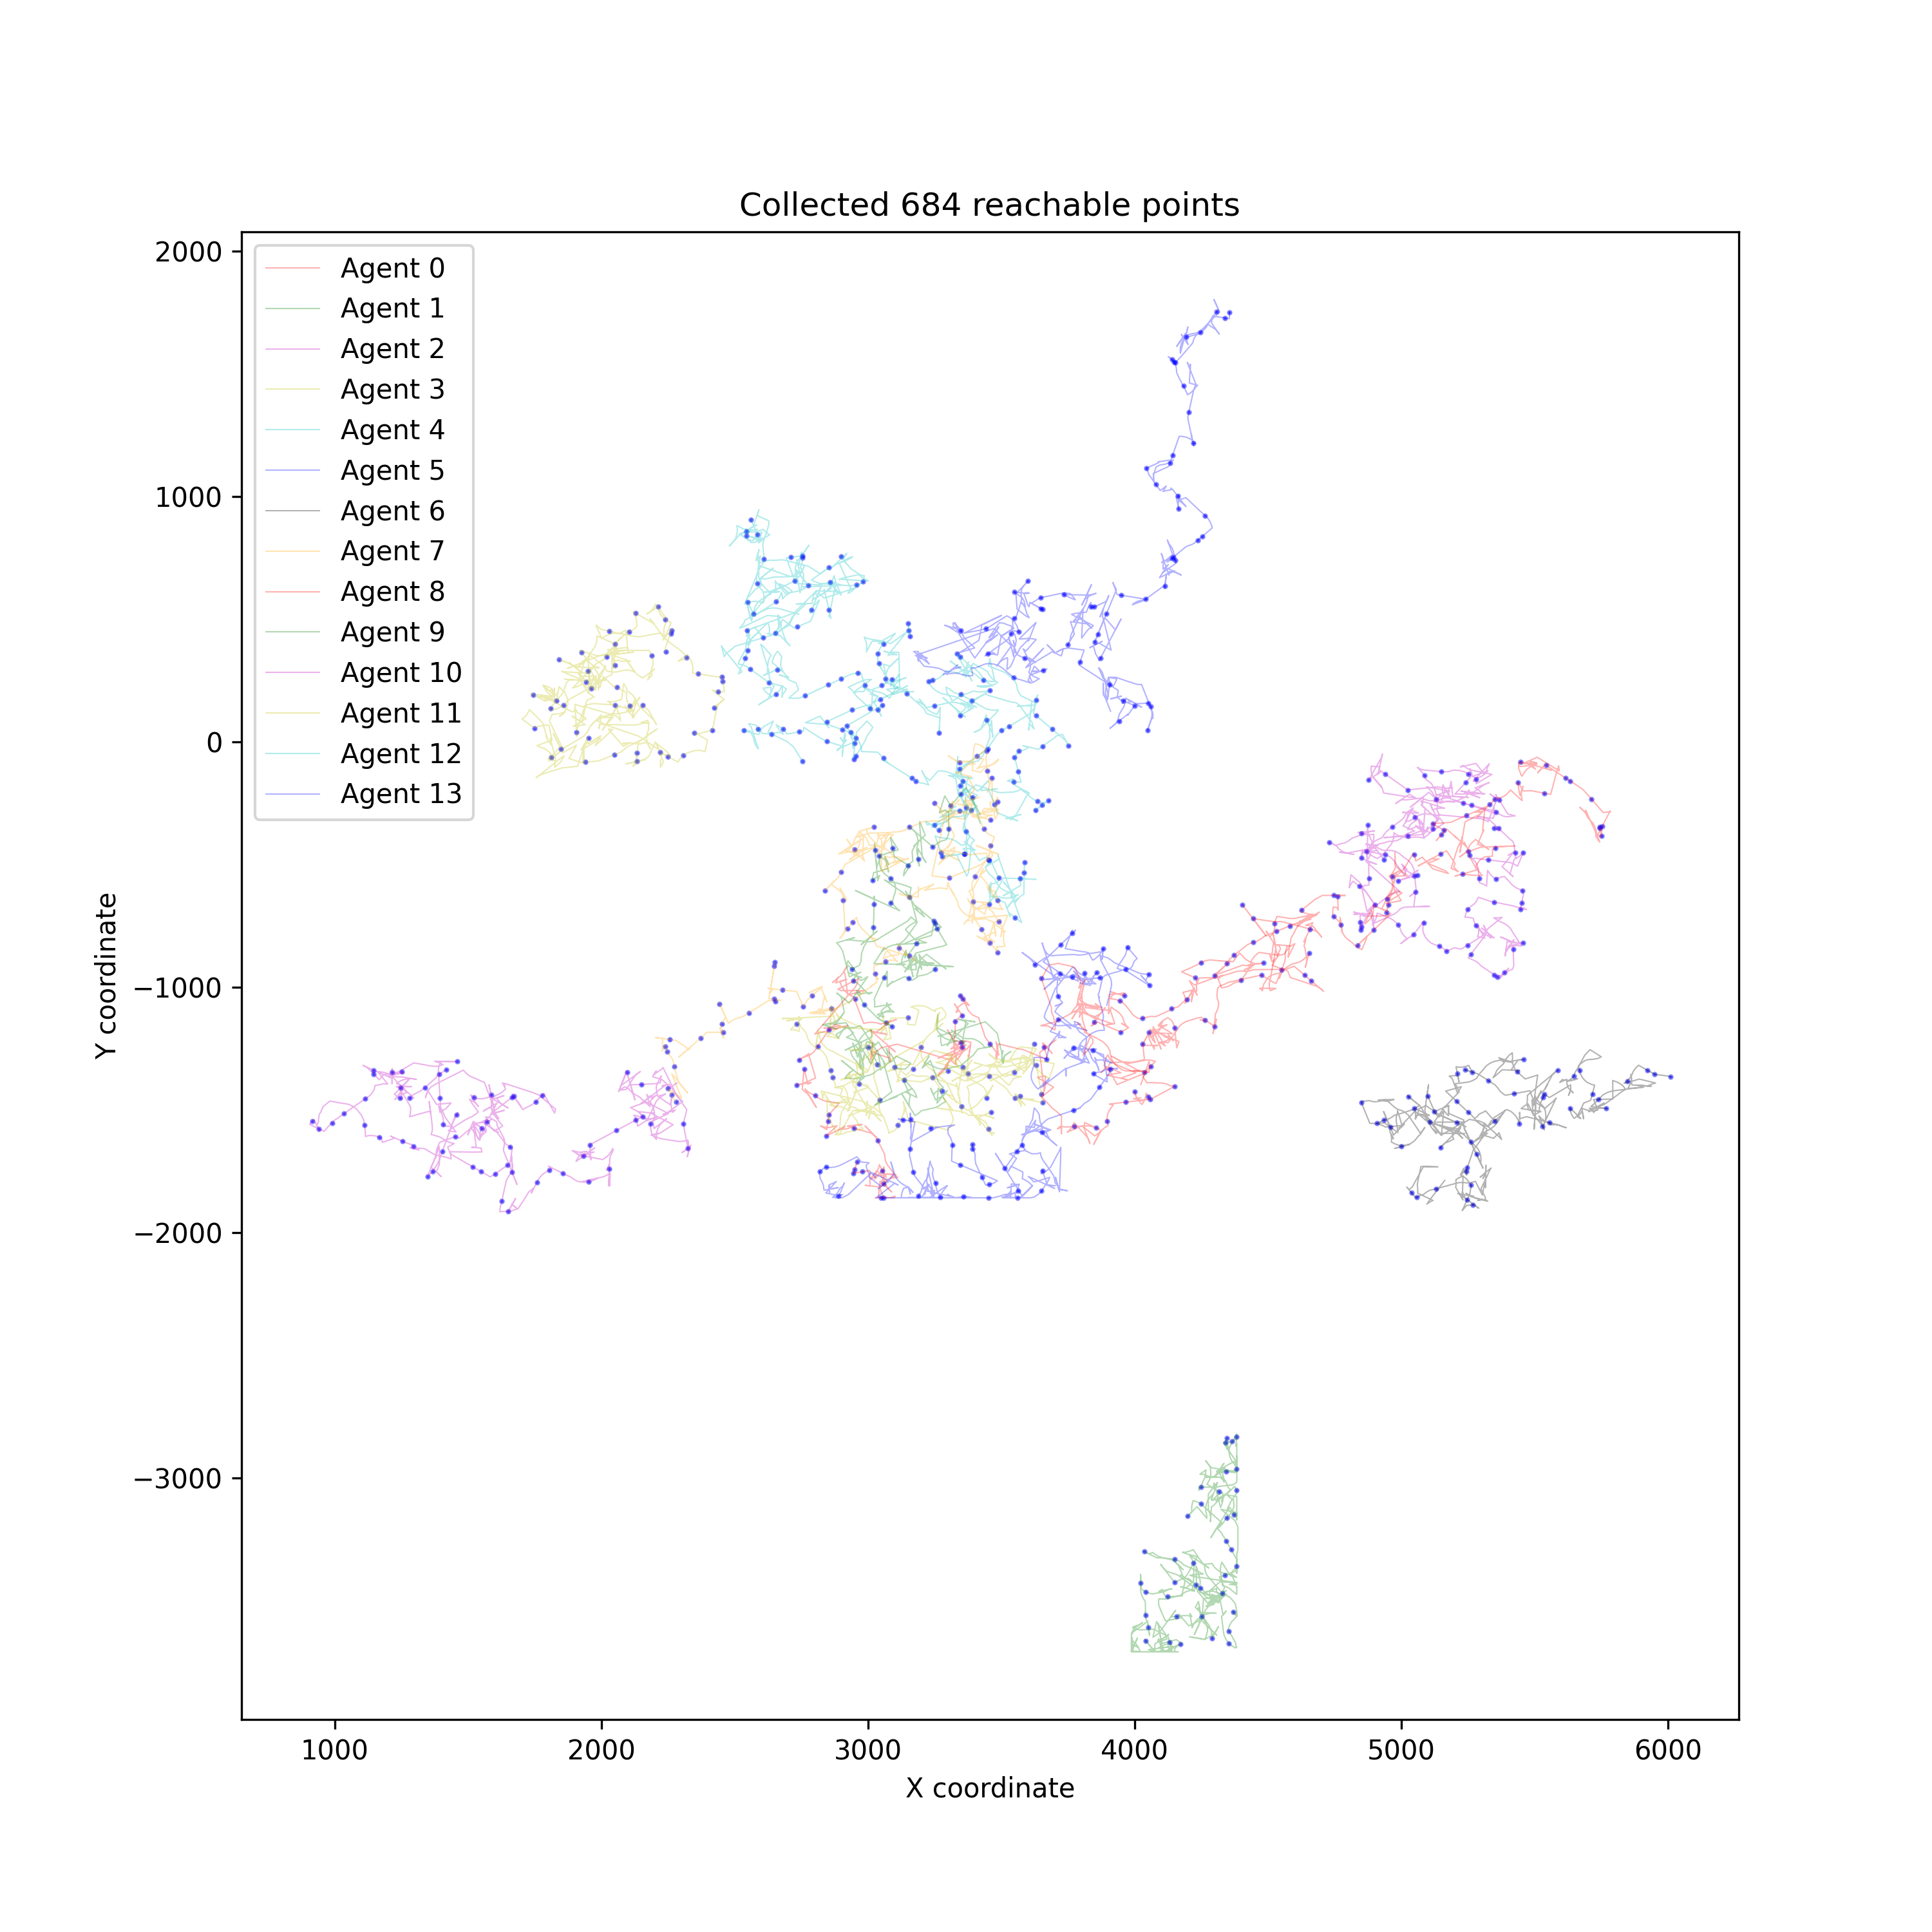 Collected 684 reachable points
2000
1000
0
−1000
−2000
−3000
Y coordinate
Agent 0
Agent 1
Agent 2
Agent 3
Agent 4
Agent 5
Agent 6
Agent 7
Agent 8
Agent 9
Agent 10
Agent 11
Agent 12
Agent 13
1000 2000 3000 4000 5000 6000
X coordinate